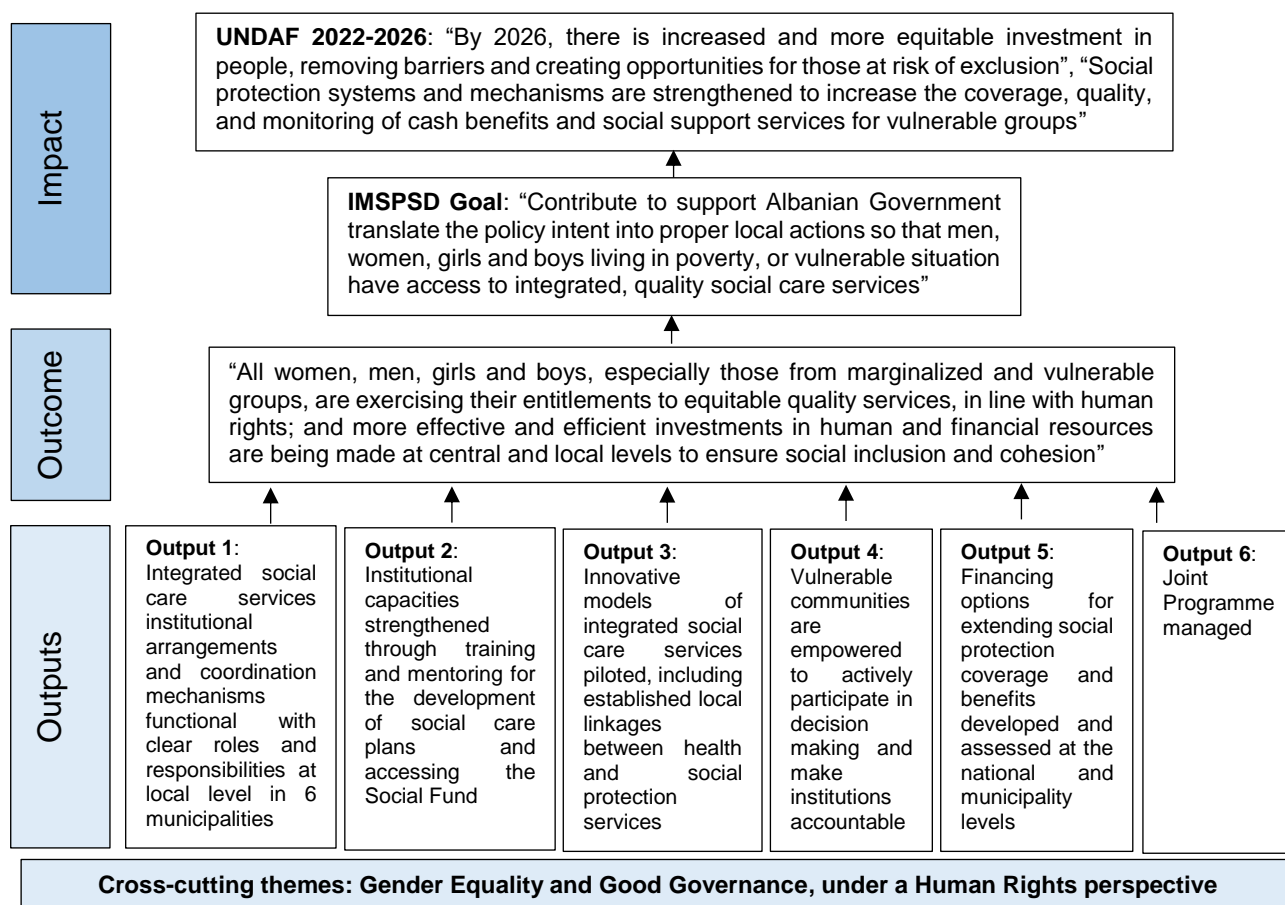 Impact
UNDAF 2022-2026: “By 2026, there is increased and more equitable investment in
people, removing barriers and creating opportunities for those at risk of exclusion”, “Social
protection systems and mechanisms are strengthened to increase the coverage, quality,
and monitoring of cash benefits and social support services for vulnerable groups”
IMSPSD Goal: “Contribute to support Albanian Government
translate the policy intent into proper local actions so that men,
women, girls and boys living in poverty, or vulnerable situation
have access to integrated, quality social care services”
Outcome
“All women, men, girls and boys, especially those from marginalized and vulnerable
groups, are exercising their entitlements to equitable quality services, in line with human
rights; and more effective and efficient investments in human and financial resources
are being made at central and local levels to ensure social inclusion and cohesion”
Outputs
Output 1:
Integrated social
care services
institutional
arrangements
and coordination
mechanisms
functional with
clear roles and
responsibilities at
local level in 6
municipalities
Output 2:
Institutional
capacities
strengthened
through training
and mentoring for
the development
of social care
plans and
accessing the
Social Fund
Output 3:
Innovative
models of
integrated social
care services
piloted, including
established local
linkages
between health
and social
protection
services
Output 4:
Vulnerable
communities
are
empowered
to actively
participate in
decision
making and
make
institutions
accountable
Output 5:
Financing
options for
extending social
protection
coverage and
benefits
developed and
assessed at the
national and
municipality
levels
Output 6:
Joint
Programme
managed
Cross-cutting themes: Gender Equality and Good Governance, under a Human Rights perspective